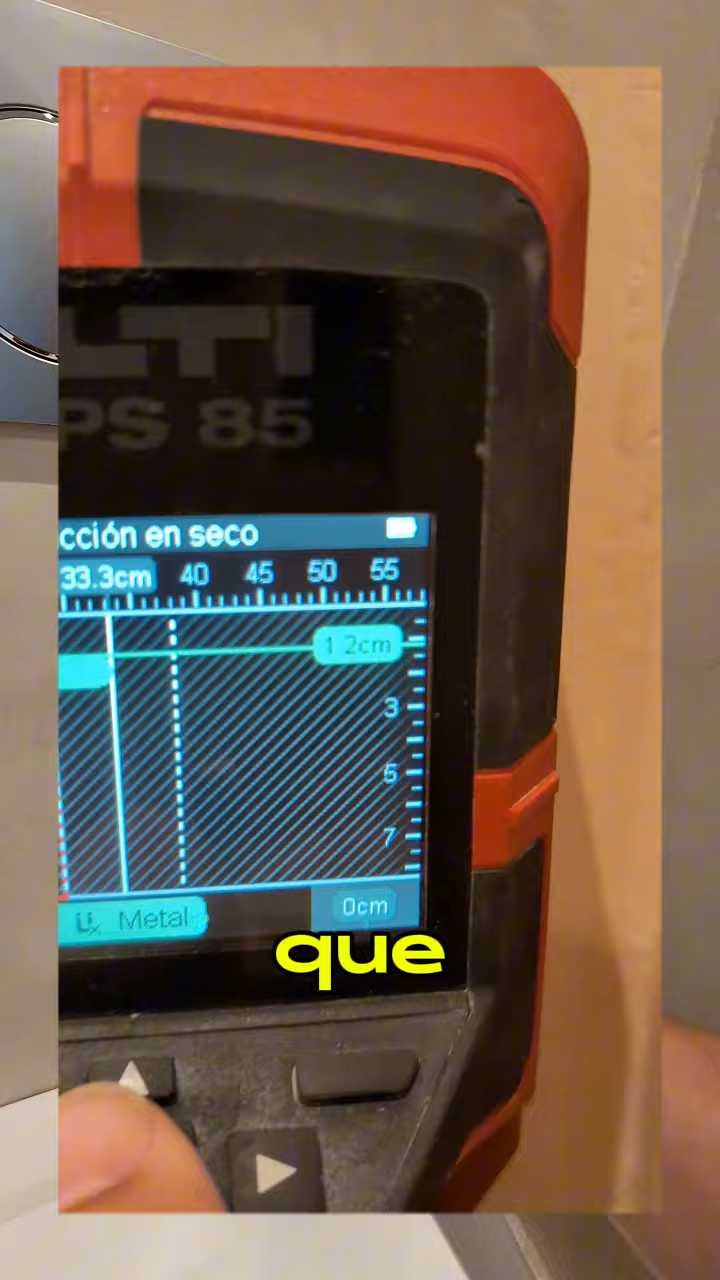 LTI
PS 85
cción en seco
33.3cm 40 45 50 55
1 2cm
3
5
7
Ux Metal
0cm
que